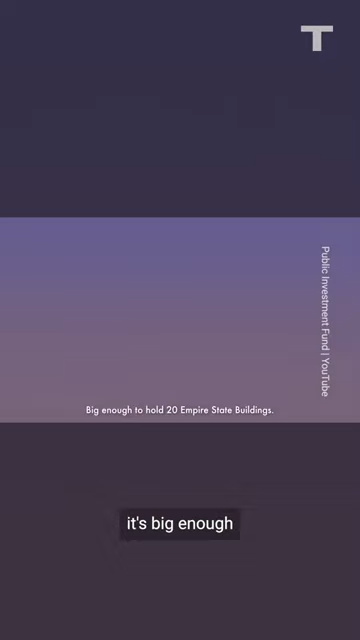 T
Public Investment Fund | YouTube
Big enough to hold 20 Empire State Buildings.
it's big enough